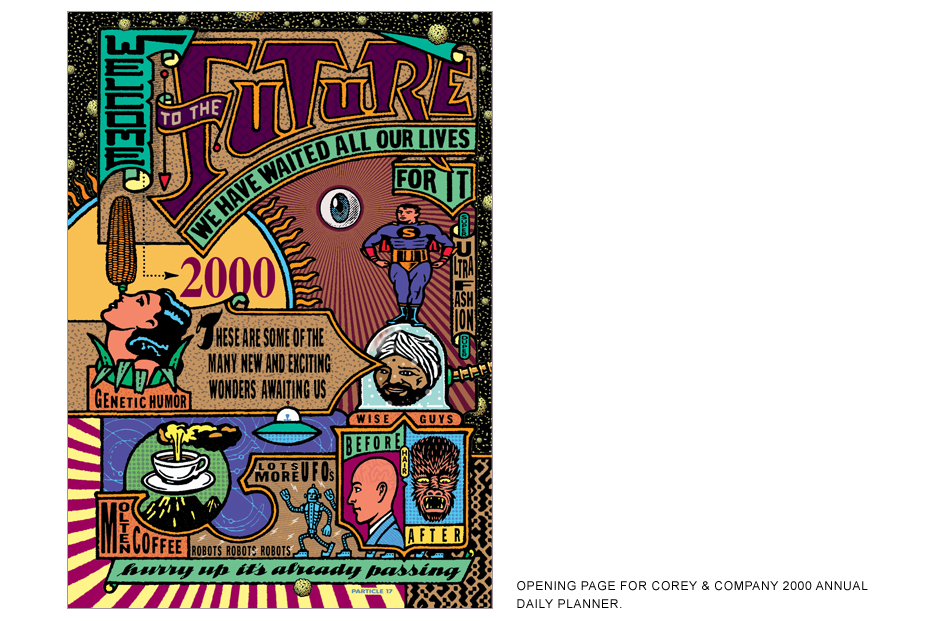 WELCOME
TO THE
FUTURE
WE HAVE WAITED ALL OUR LIVES
FOR IT
S
ULTRA
FASHION
2000
THESE ARE SOME OF THE
MANY NEW AND EXCITING
WONDERS AWAITING US
GENETIC HUMOR
WISE GUYS
BEFORE
HAIR
AFTER
LOTS
MORE UFOs
MOLTEN
COFFEE
ROBOTS ROBOTS ROBOTS
hurry up it's already passing
PARTICLE 17
OPENING PAGE FOR COREY & COMPANY 2000 ANNUAL
DAILY PLANNER.